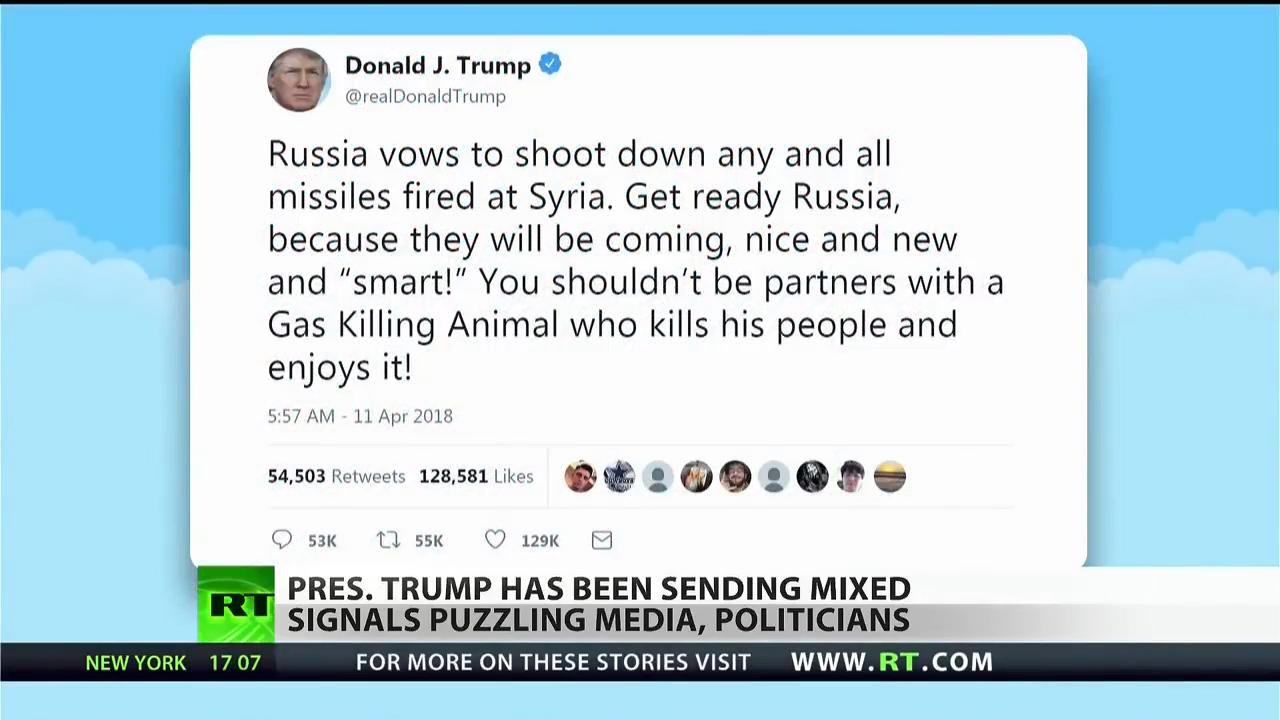 Donald J. Trump
@realDonaldTrump
Russia vows to shoot down any and all
missiles fired at Syria. Get ready Russia,
because they will be coming, nice and new
and “smart!” You shouldn’t be partners with a
Gas Killing Animal who kills his people and
enjoys it!
5:57 AM - 11 Apr 2018
54,503 Retweets 128,581 Likes
53K 55K 129K
RT
PRES. TRUMP HAS BEEN SENDING MIXED
SIGNALS PUZZLING MEDIA, POLITICIANS
NEW YORK 17 07 FOR MORE ON THESE STORIES VISIT WWW.RT.COM